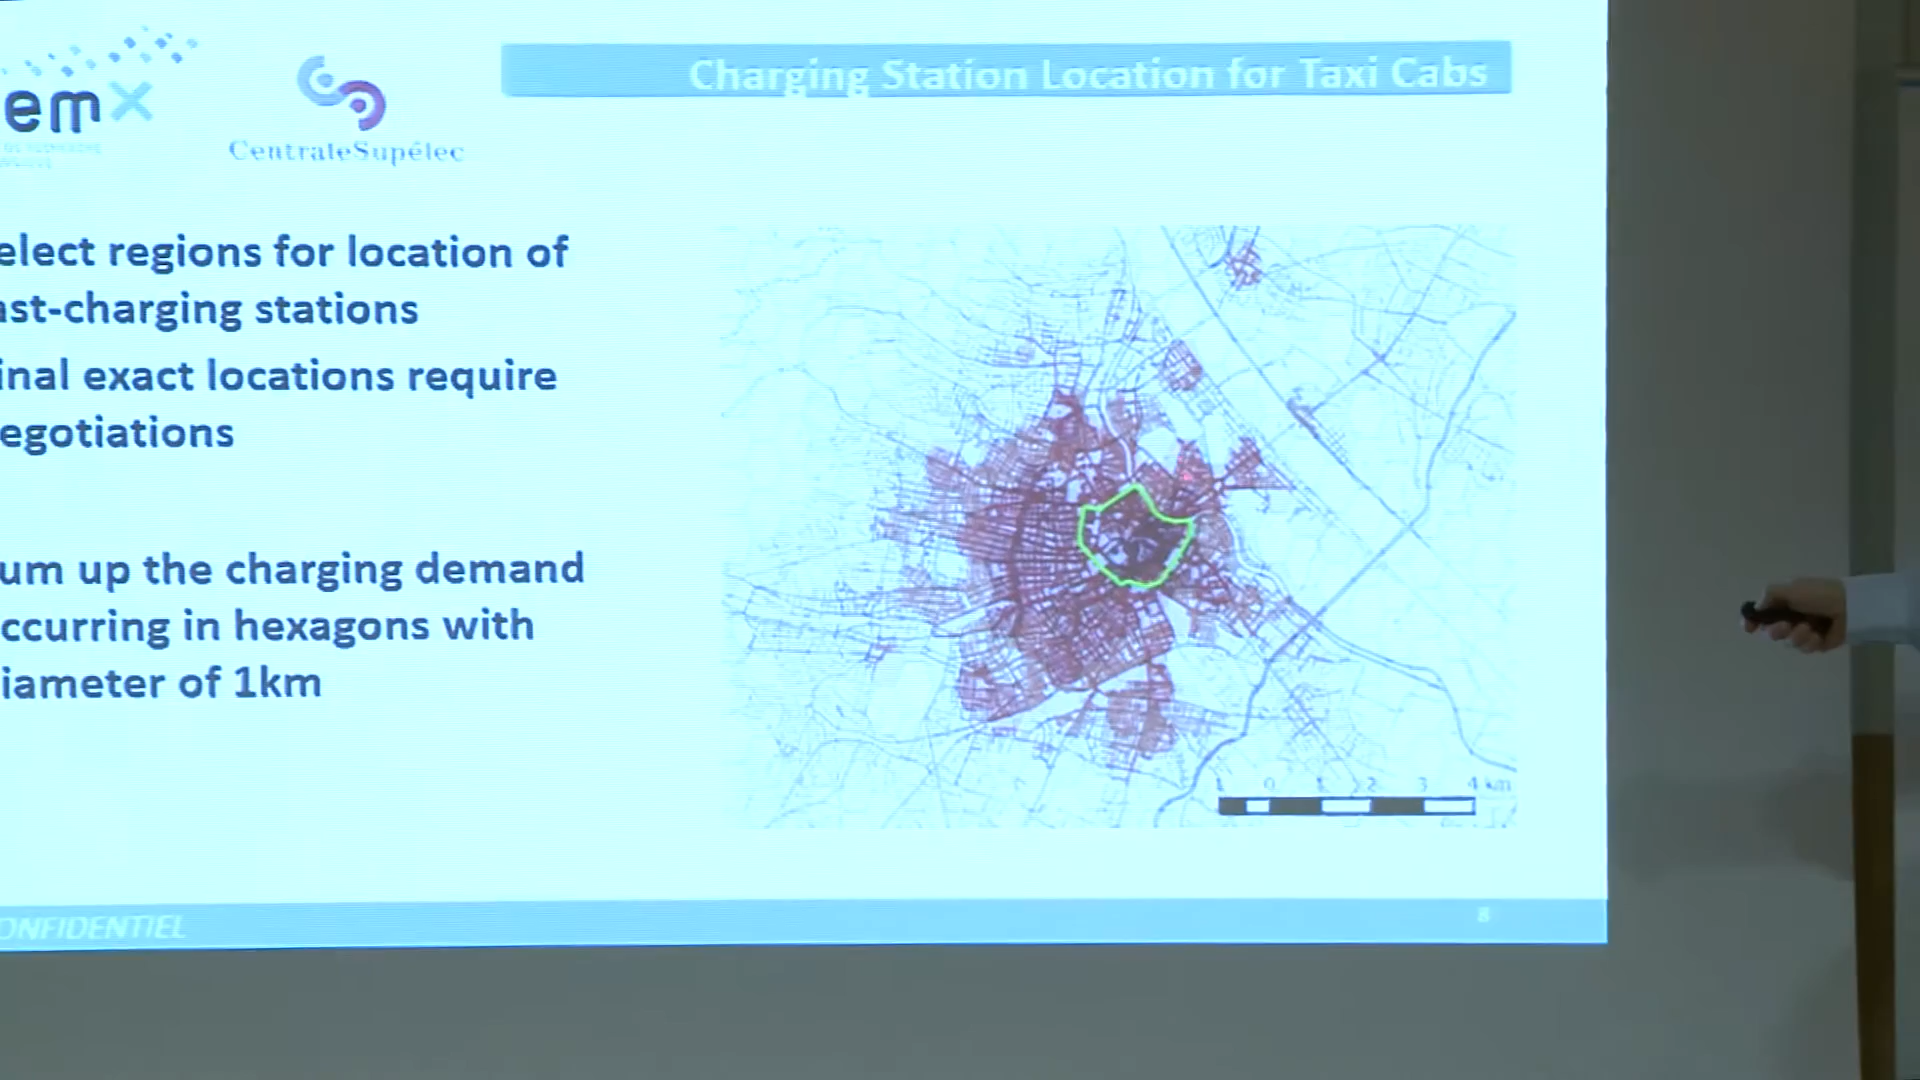 Charging Station Location for Taxi Cabs
emx
CentraleSupélec
elect regions for location of
ast-charging stations
inal exact locations require
egotiations
um up the charging demand
ccurring in hexagons with
iameter of 1km
1 0 1 2 3 4 km
ONFIDENTIEL
8